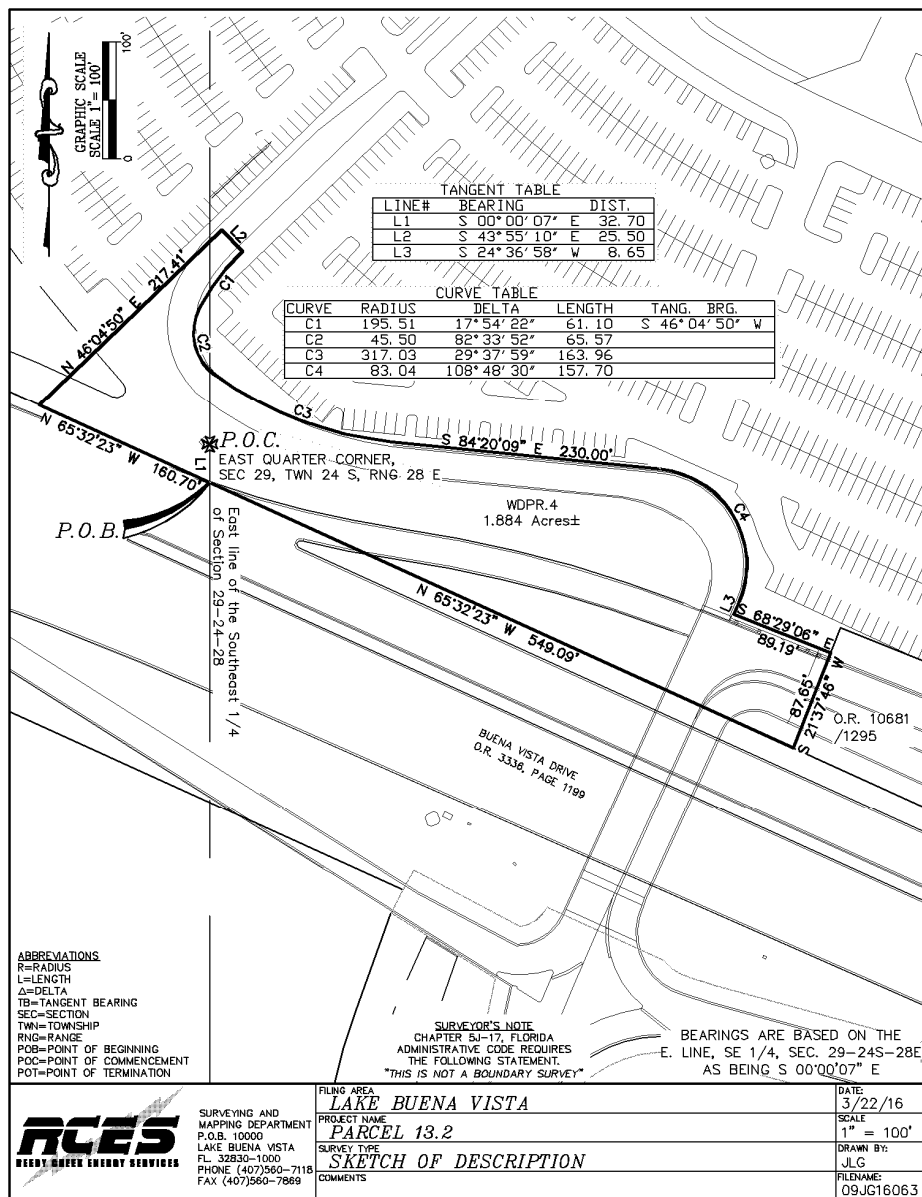 GRAPHIC SCALE
SCALE 1"= 100'
0
100'
TANGENT TABLE
LINE# BEARING DIST.
L1 S 00°00'07" E 32.70
L2 S 43°55'10" E 25.50
L3 S 24°36'58" W 8.65
CURVE TABLE
CURVE RADIUS DELTA LENGTH TANG. BRG.
C1 195.51 17°54'22" 61.10 S 46°04'50" W
C2 45.50 82°33'52" 65.57
C3 317.03 29°37'59" 163.96
C4 83.04 108°48'30" 157.70
N 46°04'50" E 217.41'
L2
C1
C2
C3
N 65°32'23" W 160.70'
L1
P.O.C.
EAST QUARTER CORNER,
SEC 29, TWN 24 S, RNG 28 E
S 84°20'09" E 230.00'
C4
WDPR.4
1.884 Acres±
P.O.B.
East line of the Southeast 1/4
of Section 29-24-28
N 65°32'23" W 549.09'
L3
S 68°29'06" E
89.19'
87.65'
S 21°37'46" W
O.R. 10681
/1295
BUENA VISTA DRIVE
O.R. 3336, PAGE 1199
ABBREVIATIONS
R=RADIUS
L=LENGTH
△=DELTA
TB=TANGENT BEARING
SEC=SECTION
TWN=TOWNSHIP
RNG=RANGE
POB=POINT OF BEGINNING
POC=POINT OF COMMENCEMENT
POT=POINT OF TERMINATION
SURVEYOR'S NOTE
CHAPTER 5J-17, FLORIDA
ADMINISTRATIVE CODE REQUIRES
THE FOLLOWING STATEMENT.
"THIS IS NOT A BOUNDARY SURVEY"
BEARINGS ARE BASED ON THE
E. LINE, SE 1/4, SEC. 29-24S-28E
AS BEING S 00°00'07" E
RCES
REEDY CREEK ENERGY SERVICES
SURVEYING AND
MAPPING DEPARTMENT
P.O.B. 10000
LAKE BUENA VISTA
FL. 32830-1000
PHONE (407)560-7118
FAX (407)560-7869
FILING AREA
LAKE BUENA VISTA
PROJECT NAME
PARCEL 13.2
SURVEY TYPE
SKETCH OF DESCRIPTION
COMMENTS
DATE:
3/22/16
SCALE
1" = 100'
DRAWN BY:
JLG
FILENAME:
09JG16063